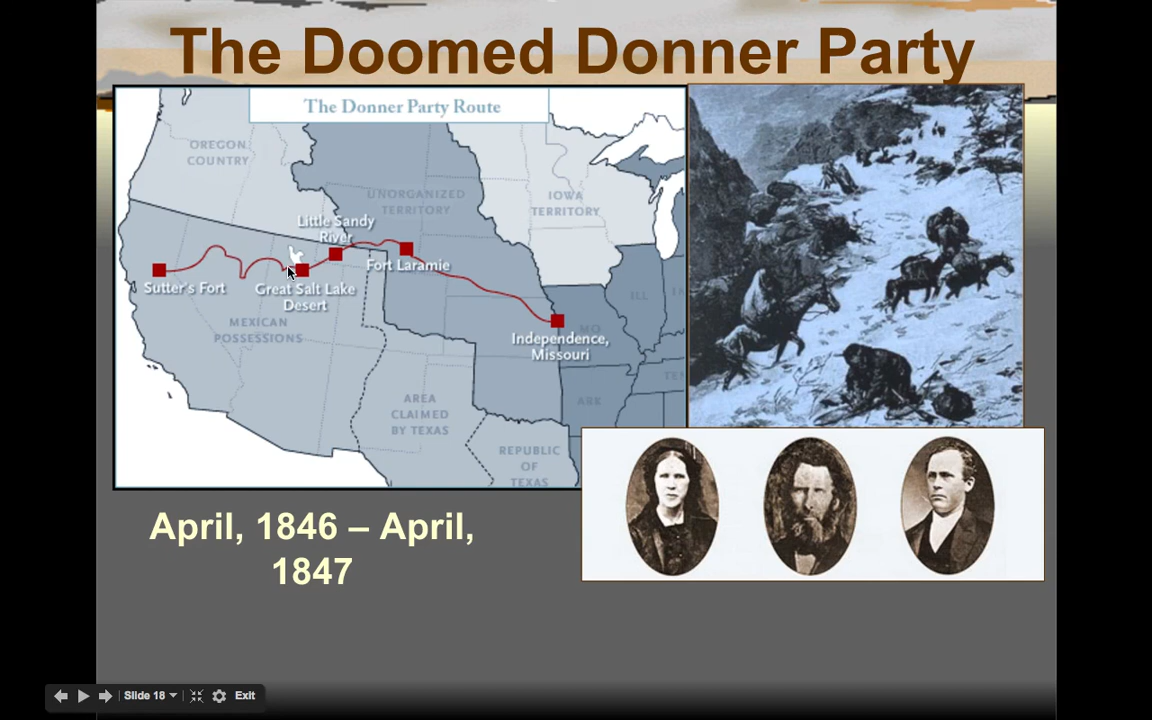 The Doomed Donner Party
The Donner Party Route
OREGON
COUNTRY
UNORGANIZED
TERRITORY
IOWA
TERRITORY
Little Sandy
River
Fort Laramie
Sutter's Fort
Great Salt Lake
Desert
MEXICAN
POSSESSIONS
Independence,
Missouri
MO
ILL
ARK
AREA
CLAIMED
BY TEXAS
REPUBLIC
OF
TEXAS
April, 1846 – April,
1847
Slide 18
Exit